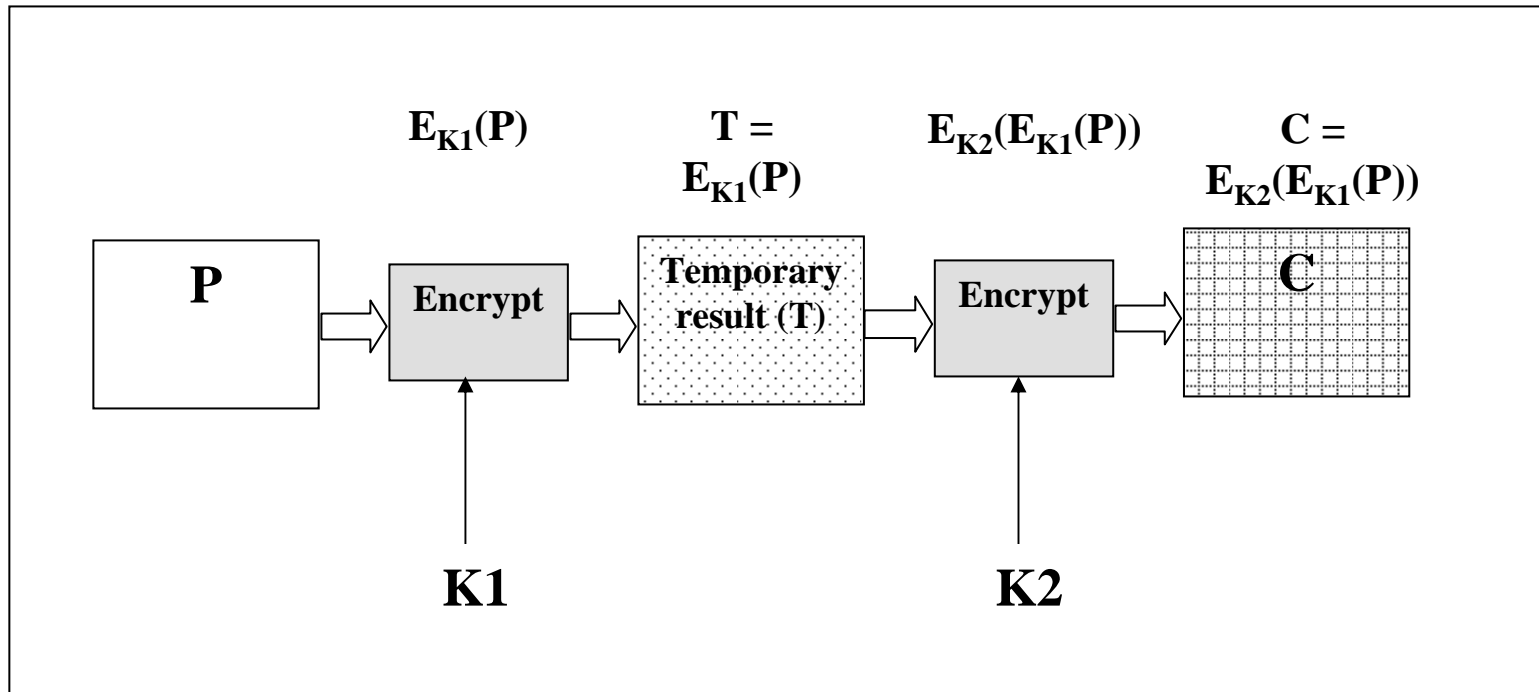 E_K1(P)
T =
E_K1(P)
E_K2(E_K1(P))
C =
E_K2(E_K1(P))
P
Encrypt
Temporary
result (T)
Encrypt
C
K1
K2